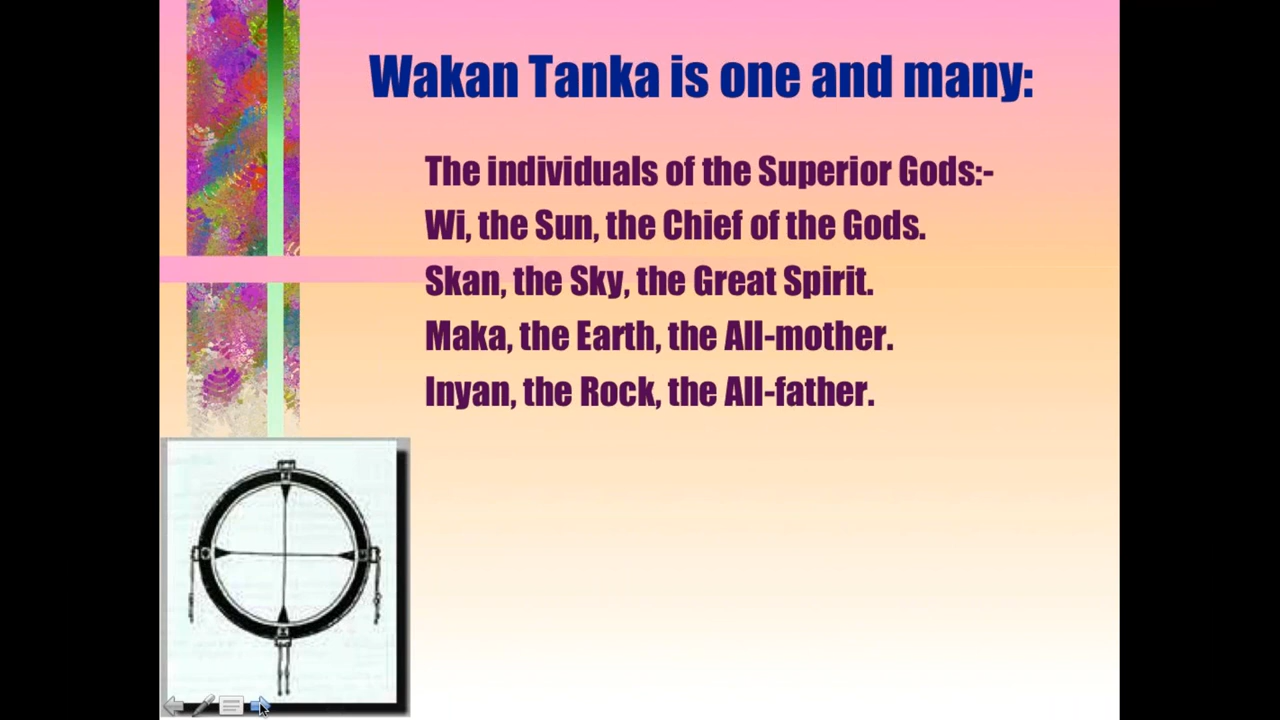 Wakan Tanka is one and many:
The individuals of the Superior Gods:-
Wi, the Sun, the Chief of the Gods.
Skan, the Sky, the Great Spirit.
Maka, the Earth, the All-mother.
Inyan, the Rock, the All-father.